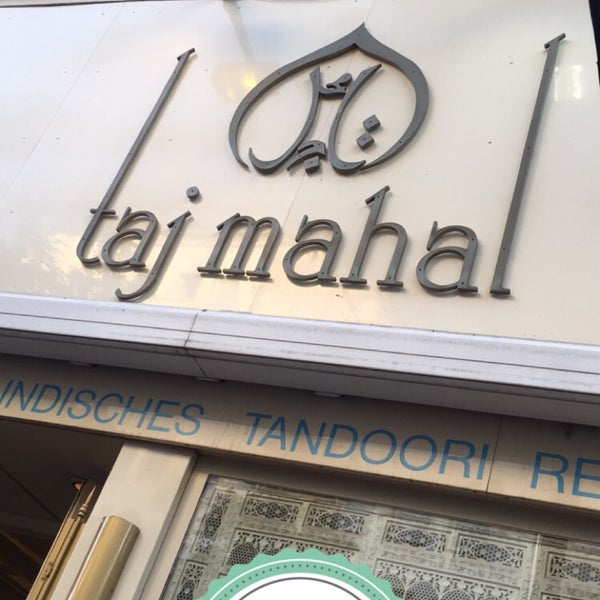 taj mahal
INDISCHES TANDOORI RE